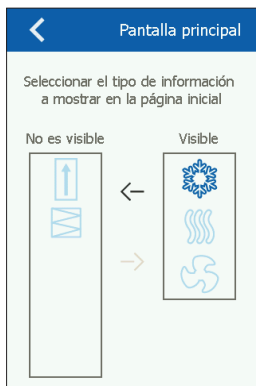 Pantalla principal
Seleccionar el tipo de información
a mostrar en la página inicial
No es visible
Visible